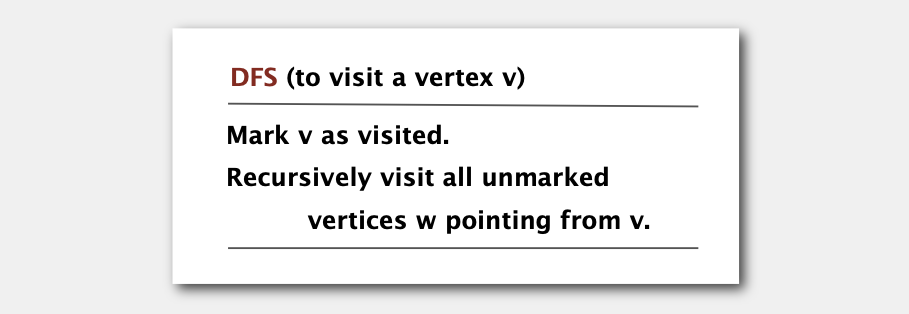 DFS (to visit a vertex v)
Mark v as visited.
Recursively visit all unmarked
vertices w pointing from v.